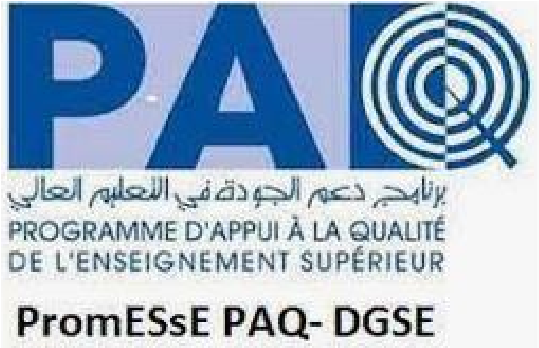 PAQ
برنامج دعم الجودة في التعليم العالي
PROGRAMME D'APPUI À LA QUALITÉ
DE L'ENSEIGNEMENT SUPÉRIEUR
PromESsE PAQ- DGSE